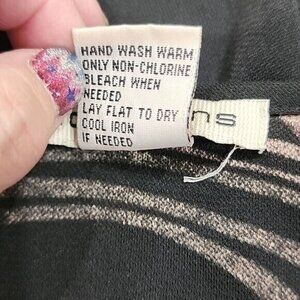 HAND WASH WARM
ONLY NON-CHLORINE
BLEACH WHEN
NEEDED
LAY FLAT TO DRY
COOL IRON
IF NEEDED